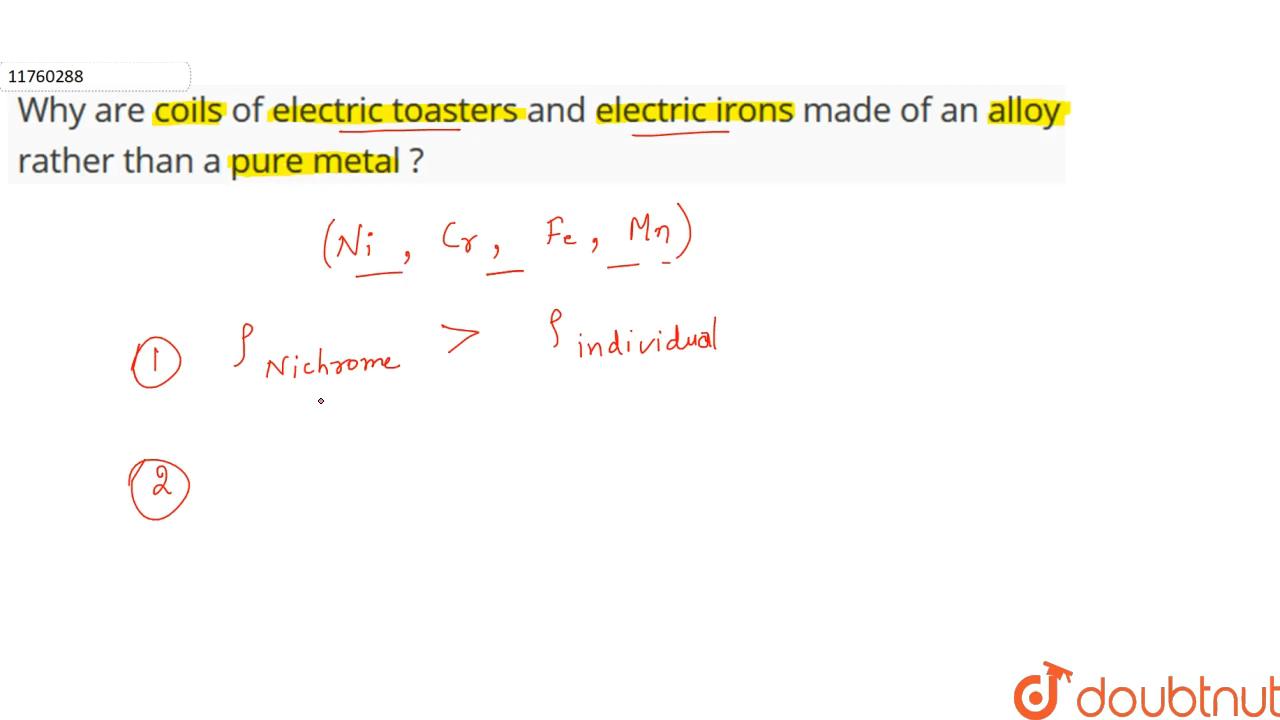 11760288
Why are coils of electric toasters and electric irons made of an alloy
rather than a pure metal ?
(Ni, Cr, Fe, Mn)
① ρ Nichrome > ρ individual
②
doubtnut